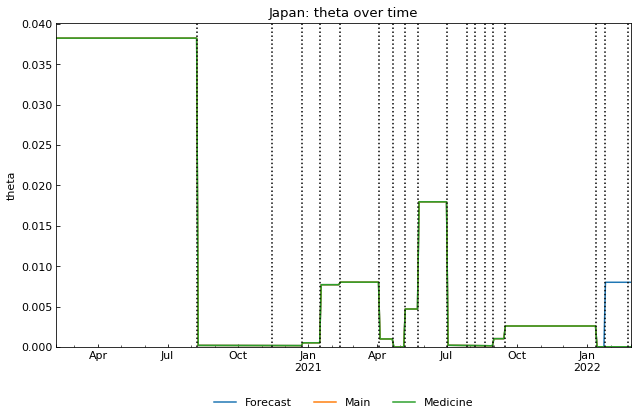 Japan: theta over time
0.040
0.035
0.030
0.025
0.020
0.015
0.010
0.005
0.000
theta
Apr Jul Oct Jan Apr Jul Oct Jan
2021 2022
Forecast Main Medicine